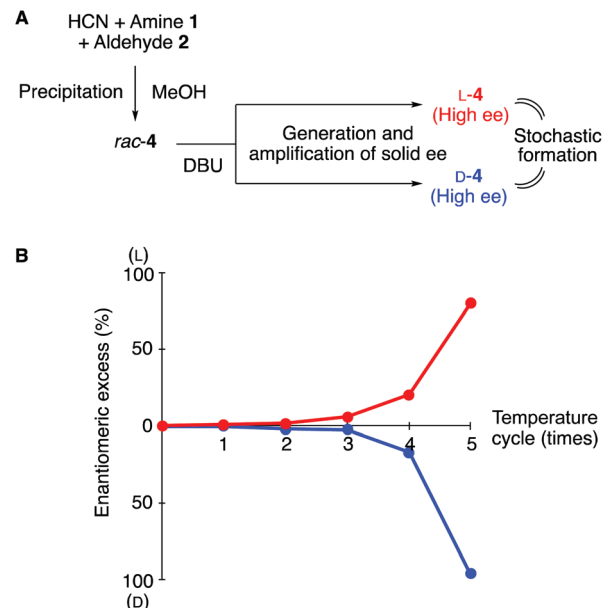 A
HCN + Amine 1
+ Aldehyde 2
Precipitation
MeOH
rac-4
DBU
Generation and
amplification of solid ee
L-4
(High ee)
D-4
(High ee)
Stochastic
formation
B
(L)
100
50
0
50
100
(D)
Enantiomeric excess (%)
1 2 3 4 5
Temperature
cycle (times)